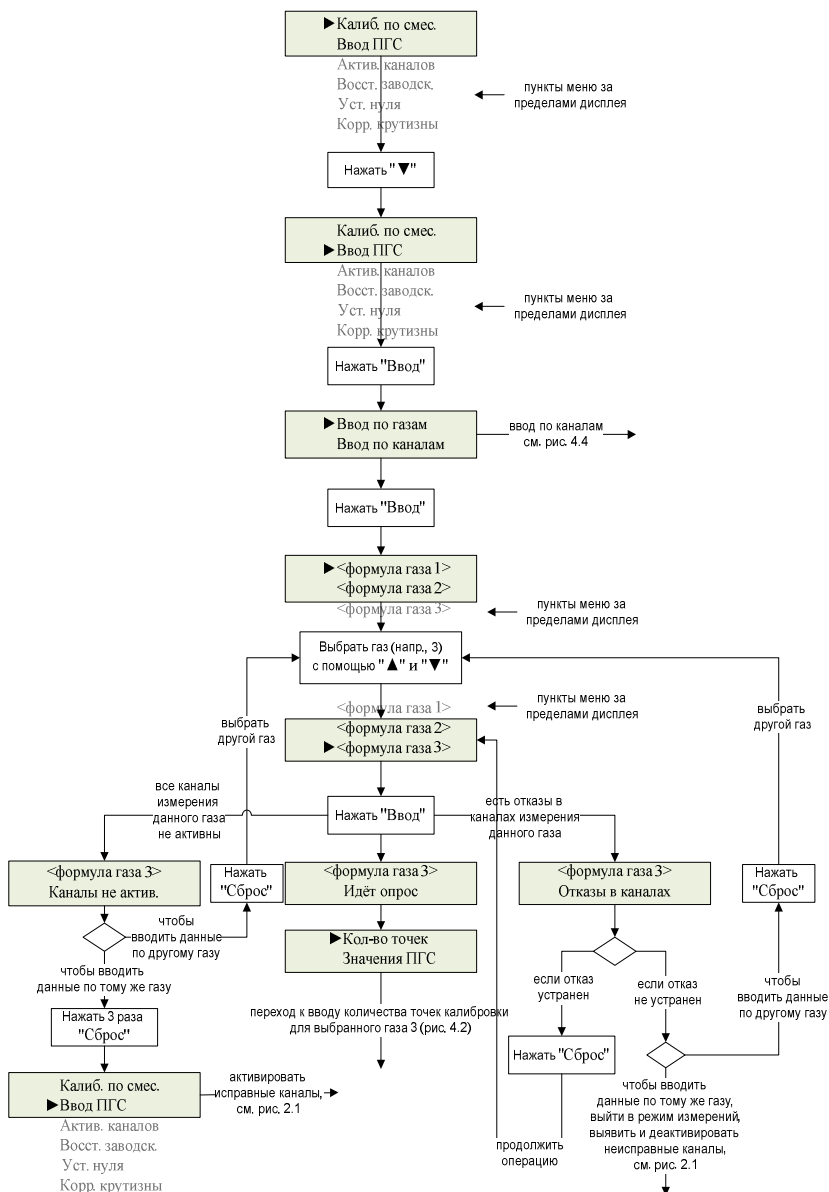 ▶Калиб. по смес.
Ввод ПГС
Актив. каналов
Восст. заводск.
Уст. нуля
Корр. крутизны
пункты меню за
пределами дисплея
Нажать "▼"
Калиб. по смес.
▶Ввод ПГС
Актив. каналов
Восст. заводск.
Уст. нуля
Корр. крутизны
пункты меню за
пределами дисплея
Нажать "Ввод"
▶Ввод по газам
Ввод по каналам
ввод по каналам
см. рис. 4.4
Нажать "Ввод"
▶<формула газа 1>
<формула газа 2>
<формула газа 3>
пункты меню за
пределами дисплея
Выбрать газ (напр., 3)
с помощью "▲" и "▼"
<формула газа 1>
<формула газа 2>
▶<формула газа 3>
пункты меню за
пределами дисплея
выбрать
другой газ
выбрать
другой газ
все каналы
измерения
данного газа
не активны
Нажать "Ввод"
есть отказы в
каналах измерения
данного газа
<формула газа 3>
Каналы не актив.
Нажать
"Сброс"
<формула газа 3>
Идёт опрос
<формула газа 3>
Отказы в каналах
Нажать
"Сброс"
чтобы
вводить данные
по другому газу
▶Кол-во точек
Значения ПГС
чтобы вводить
данные по тому же газу
если отказ
устранен
если отказ
не устранен
чтобы
вводить данные
по другому газу
Нажать 3 раза
"Сброс"
переход к вводу количества точек калибровки
для выбранного газа 3 (рис. 4.2)
Нажать "Сброс"
Калиб. по смес.
▶Ввод ПГС
Актив. каналов
Восст. заводск.
Уст. нуля
Корр. крутизны
активировать
исправные каналы,
см. рис. 2.1
чтобы вводить
данные по тому же газу,
выйти в режим измерений,
выявить и деактивировать
неисправные каналы,
см. рис. 2.1
продолжить
операцию